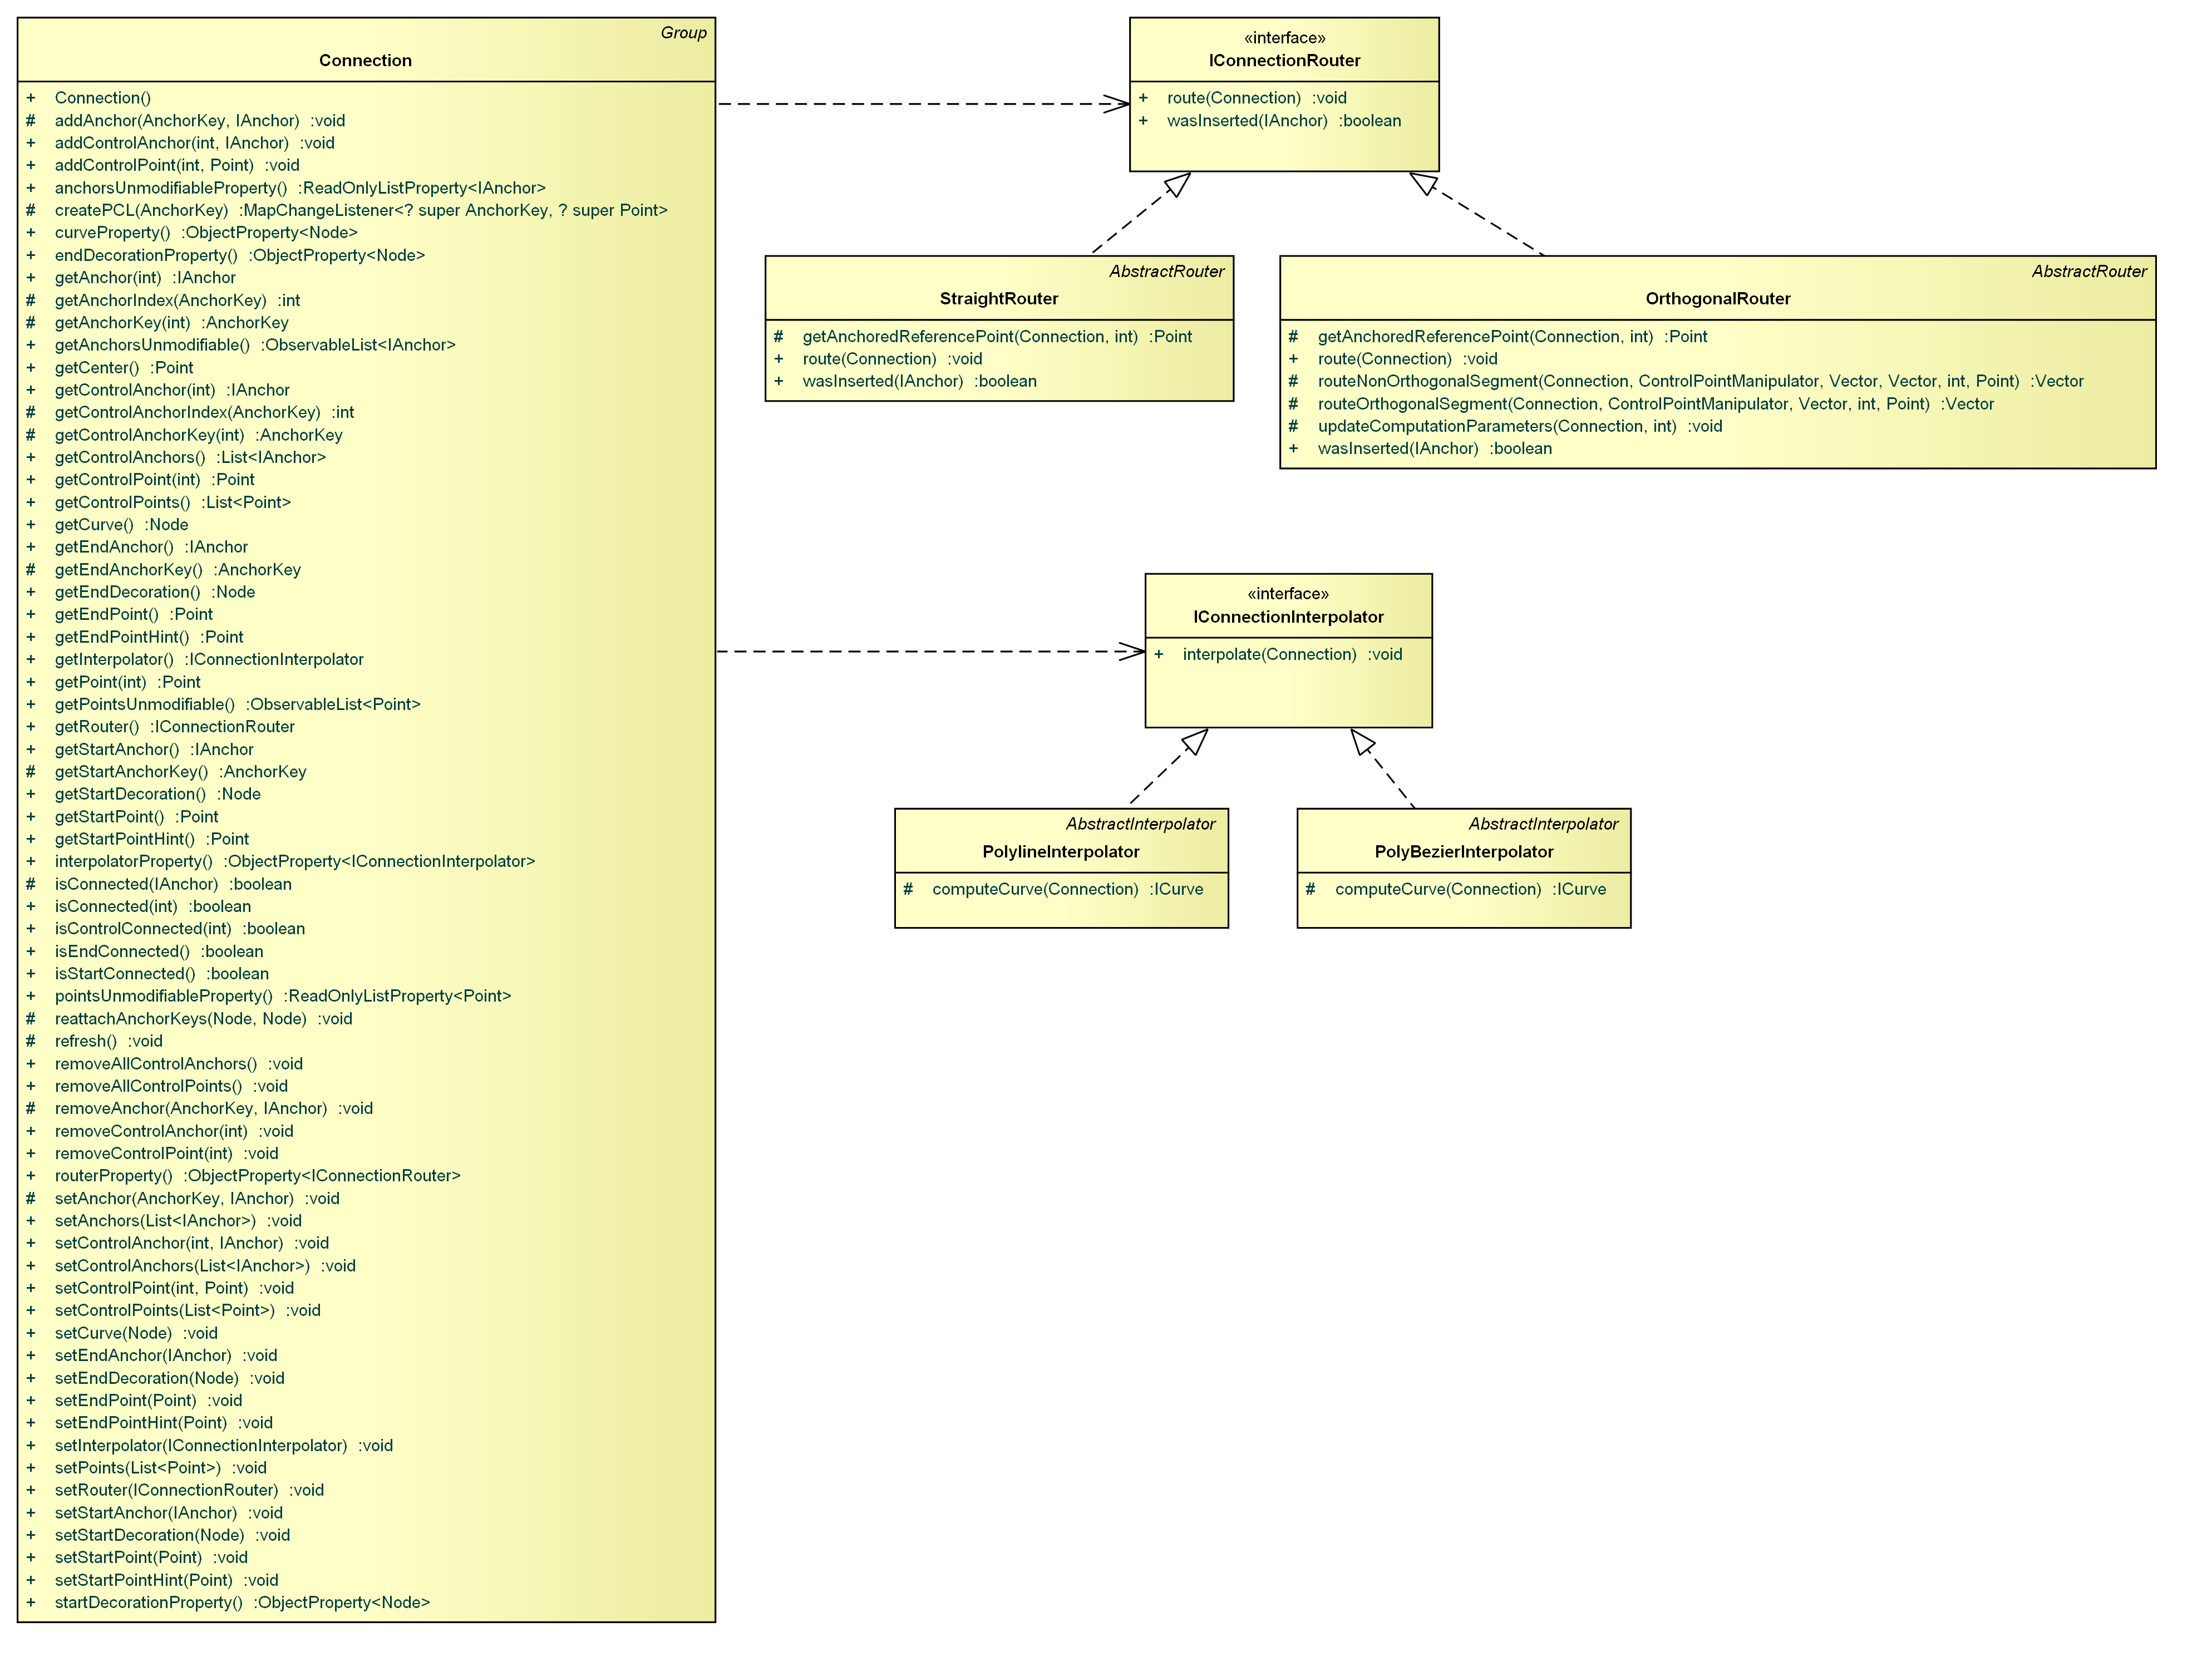 Group
Connection
+ Connection()
# addAnchor(AnchorKey, IAnchor) :void
+ addControlAnchor(int, IAnchor) :void
+ addControlPoint(int, Point) :void
+ anchorsUnmodifiableProperty() :ReadOnlyListProperty<IAnchor>
# createPCL(AnchorKey) :MapChangeListener<? super AnchorKey, ? super Point>
+ curveProperty() :ObjectProperty<Node>
+ endDecorationProperty() :ObjectProperty<Node>
+ getAnchor(int) :IAnchor
# getAnchorIndex(AnchorKey) :int
# getAnchorKey(int) :AnchorKey
+ getAnchorsUnmodifiable() :ObservableList<IAnchor>
+ getCenter() :Point
+ getControlAnchor(int) :IAnchor
# getControlAnchorIndex(AnchorKey) :int
# getControlAnchorKey(int) :AnchorKey
+ getControlAnchors() :List<IAnchor>
+ getControlPoint(int) :Point
+ getControlPoints() :List<Point>
+ getCurve() :Node
+ getEndAnchor() :IAnchor
# getEndAnchorKey() :AnchorKey
+ getEndDecoration() :Node
+ getEndPoint() :Point
+ getEndPointHint() :Point
+ getInterpolator() :IConnectionInterpolator
+ getPoint(int) :Point
+ getPointsUnmodifiable() :ObservableList<Point>
+ getRouter() :IConnectionRouter
+ getStartAnchor() :IAnchor
# getStartAnchorKey() :AnchorKey
+ getStartDecoration() :Node
+ getStartPoint() :Point
+ getStartPointHint() :Point
+ interpolatorProperty() :ObjectProperty<IConnectionInterpolator>
# isConnected(IAnchor) :boolean
+ isConnected(int) :boolean
+ isControlConnected(int) :boolean
+ isEndConnected() :boolean
+ isStartConnected() :boolean
+ pointsUnmodifiableProperty() :ReadOnlyListProperty<Point>
# reattachAnchorKeys(Node, Node) :void
# refresh() :void
+ removeAllControlAnchors() :void
+ removeAllControlPoints() :void
# removeAnchor(AnchorKey, IAnchor) :void
+ removeControlAnchor(int) :void
+ removeControlPoint(int) :void
+ routerProperty() :ObjectProperty<IConnectionRouter>
# setAnchor(AnchorKey, IAnchor) :void
+ setAnchors(List<IAnchor>) :void
+ setControlAnchor(int, IAnchor) :void
+ setControlAnchors(List<IAnchor>) :void
+ setControlPoint(int, Point) :void
+ setControlPoints(List<Point>) :void
+ setCurve(Node) :void
+ setEndAnchor(IAnchor) :void
+ setEndDecoration(Node) :void
+ setEndPoint(Point) :void
+ setEndPointHint(Point) :void
+ setInterpolator(IConnectionInterpolator) :void
+ setPoints(List<Point>) :void
+ setRouter(IConnectionRouter) :void
+ setStartAnchor(IAnchor) :void
+ setStartDecoration(Node) :void
+ setStartPoint(Point) :void
+ setStartPointHint(Point) :void
+ startDecorationProperty() :ObjectProperty<Node>
«interface»
IConnectionRouter
+ route(Connection) :void
+ wasInserted(IAnchor) :boolean
AbstractRouter
StraightRouter
# getAnchoredReferencePoint(Connection, int) :Point
+ route(Connection) :void
+ wasInserted(IAnchor) :boolean
AbstractRouter
OrthogonalRouter
# getAnchoredReferencePoint(Connection, int) :Point
+ route(Connection) :void
# routeNonOrthogonalSegment(Connection, ControlPointManipulator, Vector, Vector, int, Point) :Vector
# routeOrthogonalSegment(Connection, ControlPointManipulator, Vector, int, Point) :Vector
# updateComputationParameters(Connection, int) :void
+ wasInserted(IAnchor) :boolean
«interface»
IConnectionInterpolator
+ interpolate(Connection) :void
AbstractInterpolator
PolylineInterpolator
# computeCurve(Connection) :ICurve
AbstractInterpolator
PolyBezierInterpolator
# computeCurve(Connection) :ICurve